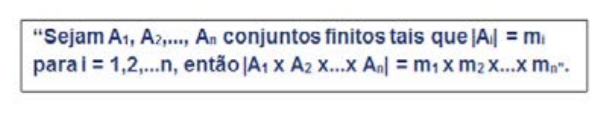 “Sejam A₁, A₂,..., Aₙ conjuntos finitos tais que |Aᵢ| = mᵢ
para i = 1,2,...n, então |A₁ x A₂ x...x Aₙ| = m₁ x m₂ x...x mₙ”.